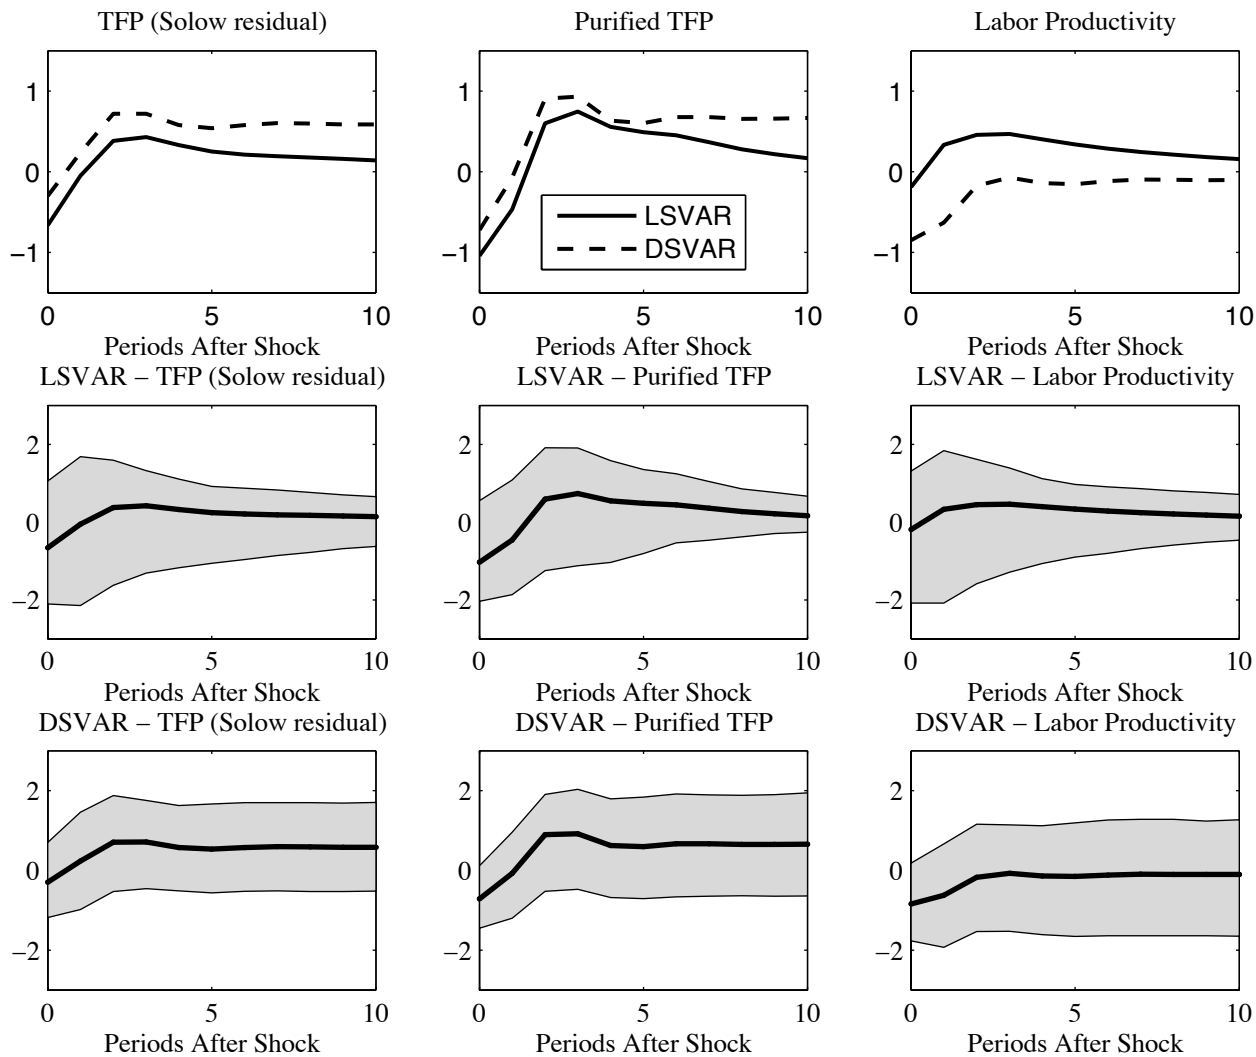 TFP (Solow residual)
Purified TFP
Labor Productivity
1
0
−1
0
5
10
Periods After Shock
1
0
−1
LSVAR
DSVAR
0
5
10
Periods After Shock
1
0
−1
0
5
10
Periods After Shock
LSVAR – TFP (Solow residual)
LSVAR – Purified TFP
LSVAR – Labor Productivity
2
0
−2
0
5
10
Periods After Shock
2
0
−2
0
5
10
Periods After Shock
2
0
−2
0
5
10
Periods After Shock
DSVAR – TFP (Solow residual)
DSVAR – Purified TFP
DSVAR – Labor Productivity
2
0
−2
0
5
10
Periods After Shock
2
0
−2
0
5
10
Periods After Shock
2
0
−2
0
5
10
Periods After Shock